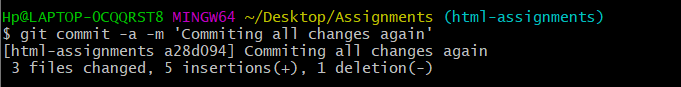 Hp@LAPTOP-OCQQRST8 MINGW64 ~/Desktop/Assignments (html-assignments)
$ git commit -a -m 'Commiting all changes again'
[html-assignments a28d094] Commiting all changes again
 3 files changed, 5 insertions(+), 1 deletion(-)